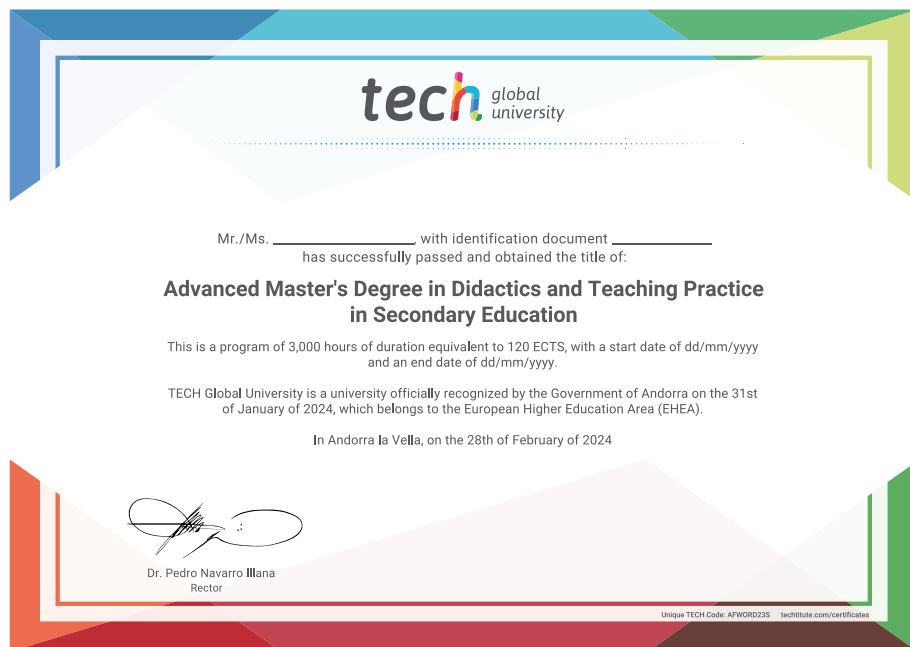 tech global
university
Mr./Ms. ____________, with identification document ____________
has successfully passed and obtained the title of:
Advanced Master's Degree in Didactics and Teaching Practice
in Secondary Education
This is a program of 3,000 hours of duration equivalent to 120 ECTS, with a start date of dd/mm/yyyy
and an end date of dd/mm/yyyy.
TECH Global University is a university officially recognized by the Government of Andorra on the 31st
of January of 2024, which belongs to the European Higher Education Area (EHEA).
In Andorra la Vella, on the 28th of February of 2024
Dr. Pedro Navarro Illana
Rector
Unique TECH Code: AFWORD23S techtitute.com/certificates